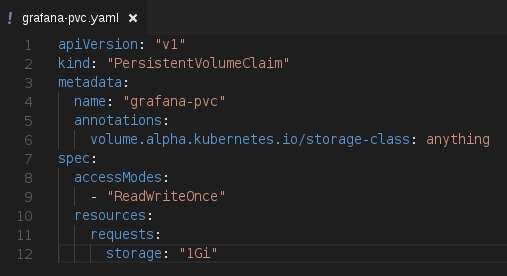 ! grafana-pvc.yaml ×
1 apiVersion: "v1"
2 kind: "PersistentVolumeClaim"
3 metadata:
4   name: "grafana-pvc"
5   annotations:
6     volume.alpha.kubernetes.io/storage-class: anything
7 spec:
8   accessModes:
9     - "ReadWriteOnce"
10   resources:
11     requests:
12       storage: "1Gi"